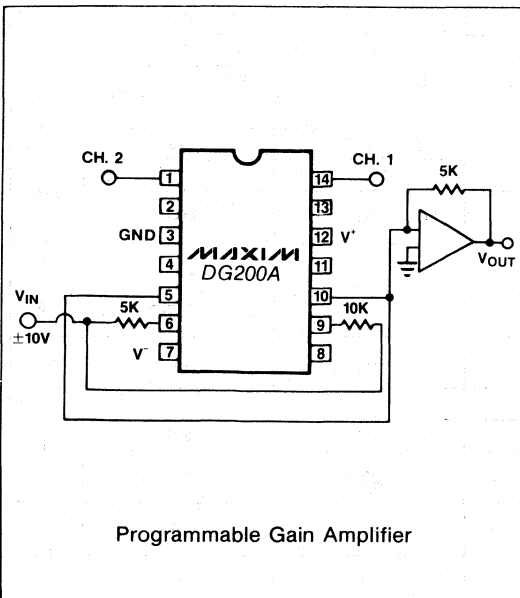 CH. 2
CH. 1
5K
1
14
2
13
GND 3
12 V+
MAXIM
DG200A
4
11
VOUT
5
10
VIN
±10V
5K
6
9
10K
V− 7
8
Programmable Gain Amplifier